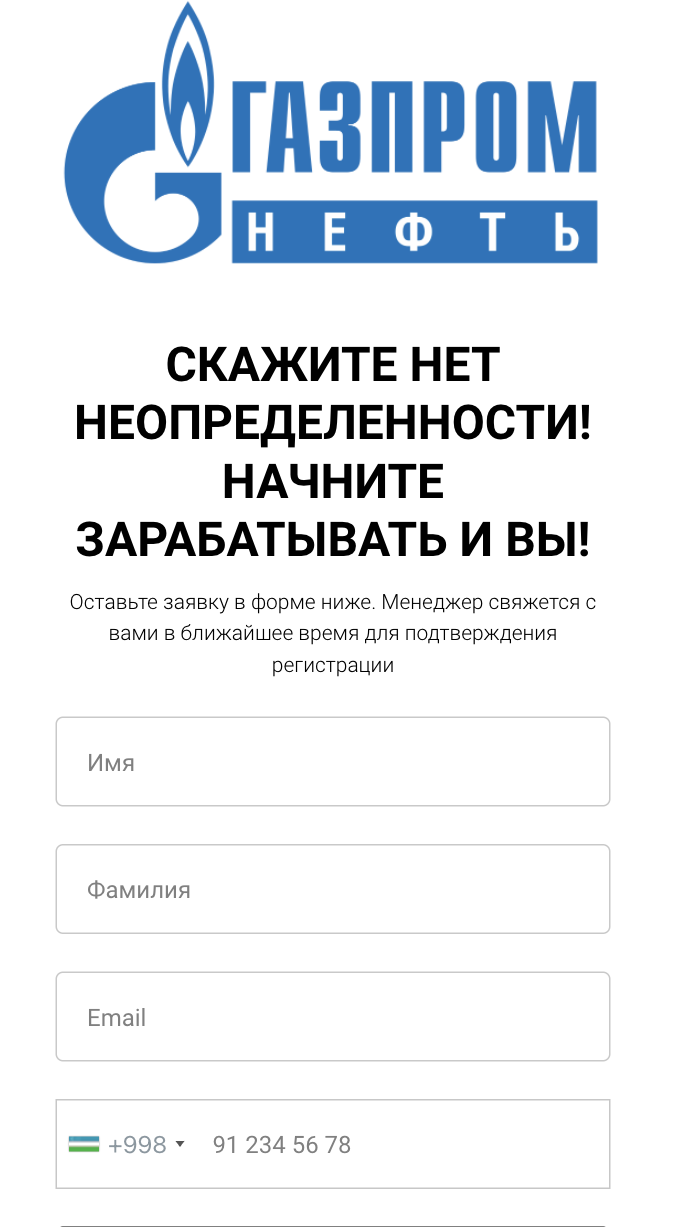 ГАЗПРОМ
НЕФТЬ
СКАЖИТЕ НЕТ
НЕОПРЕДЕЛЕННОСТИ!
НАЧНИТЕ
ЗАРАБАТЫВАТЬ И ВЫ!
Оставьте заявку в форме ниже. Менеджер свяжется с
вами в ближайшее время для подтверждения
регистрации
Имя
Фамилия
Email
+998 91 234 56 78